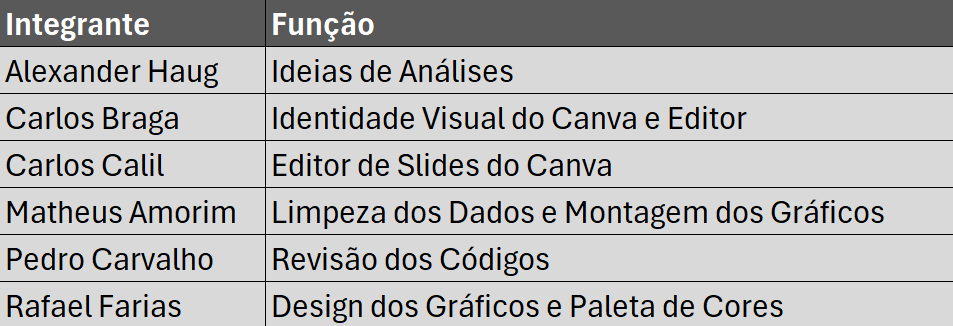 Integrante Função
Alexander Haug Ideias de Análises
Carlos Braga Identidade Visual do Canva e Editor
Carlos Calil Editor de Slides do Canva
Matheus Amorim Limpeza dos Dados e Montagem dos Gráficos
Pedro Carvalho Revisão dos Códigos
Rafael Farias Design dos Gráficos e Paleta de Cores